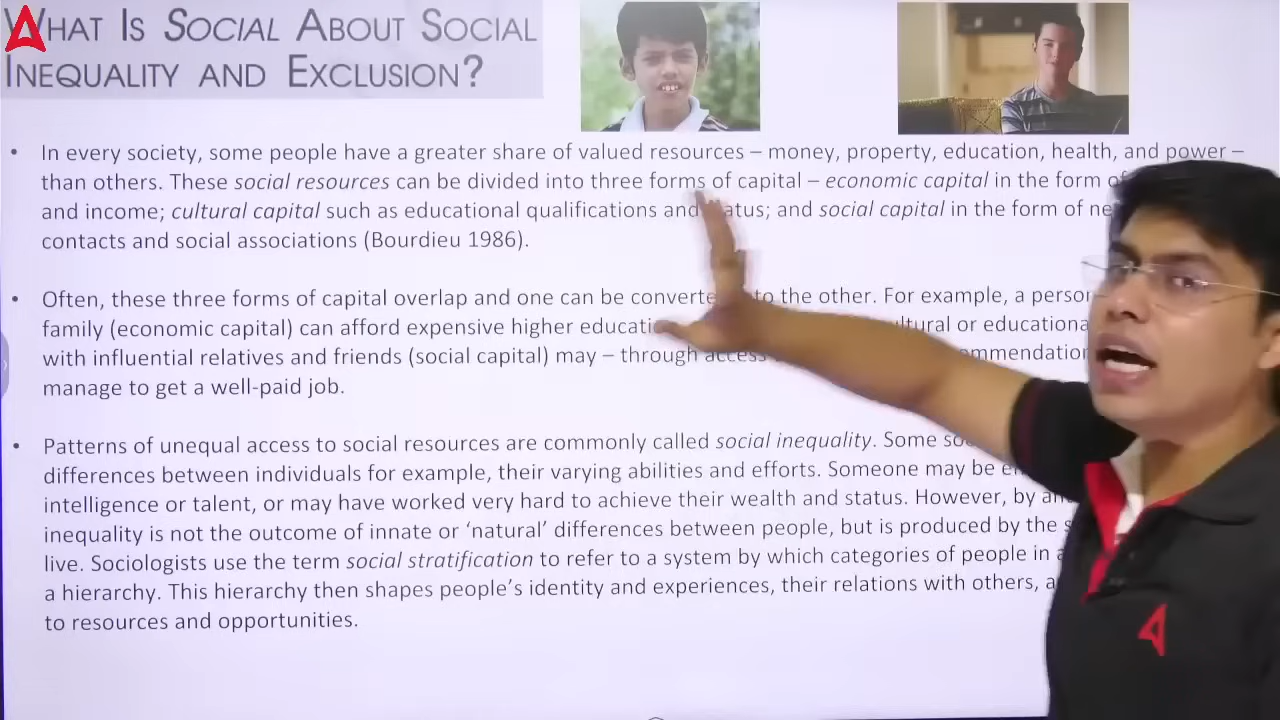 WHAT IS SOCIAL ABOUT SOCIAL
INEQUALITY AND EXCLUSION?
• In every society, some people have a greater share of valued resources – money, property, education, health, and power –
than others. These social resources can be divided into three forms of capital – economic capital in the form of
and income; cultural capital such as educational qualifications and status; and social capital in the form of
contacts and social associations (Bourdieu 1986).
• Often, these three forms of capital overlap and one can be converted into the other. For example, a person
family (economic capital) can afford expensive higher education cultural or educational
with influential relatives and friends (social capital) may – through access recommendation
manage to get a well-paid job.
• Patterns of unequal access to social resources are commonly called social inequality. Some
differences between individuals for example, their varying abilities and efforts. Someone may be
intelligence or talent, or may have worked very hard to achieve their wealth and status. However, by
inequality is not the outcome of innate or ‘natural’ differences between people, but is produced by the
live. Sociologists use the term social stratification to refer to a system by which categories of people in
a hierarchy. This hierarchy then shapes people’s identity and experiences, their relations with others,
to resources and opportunities.